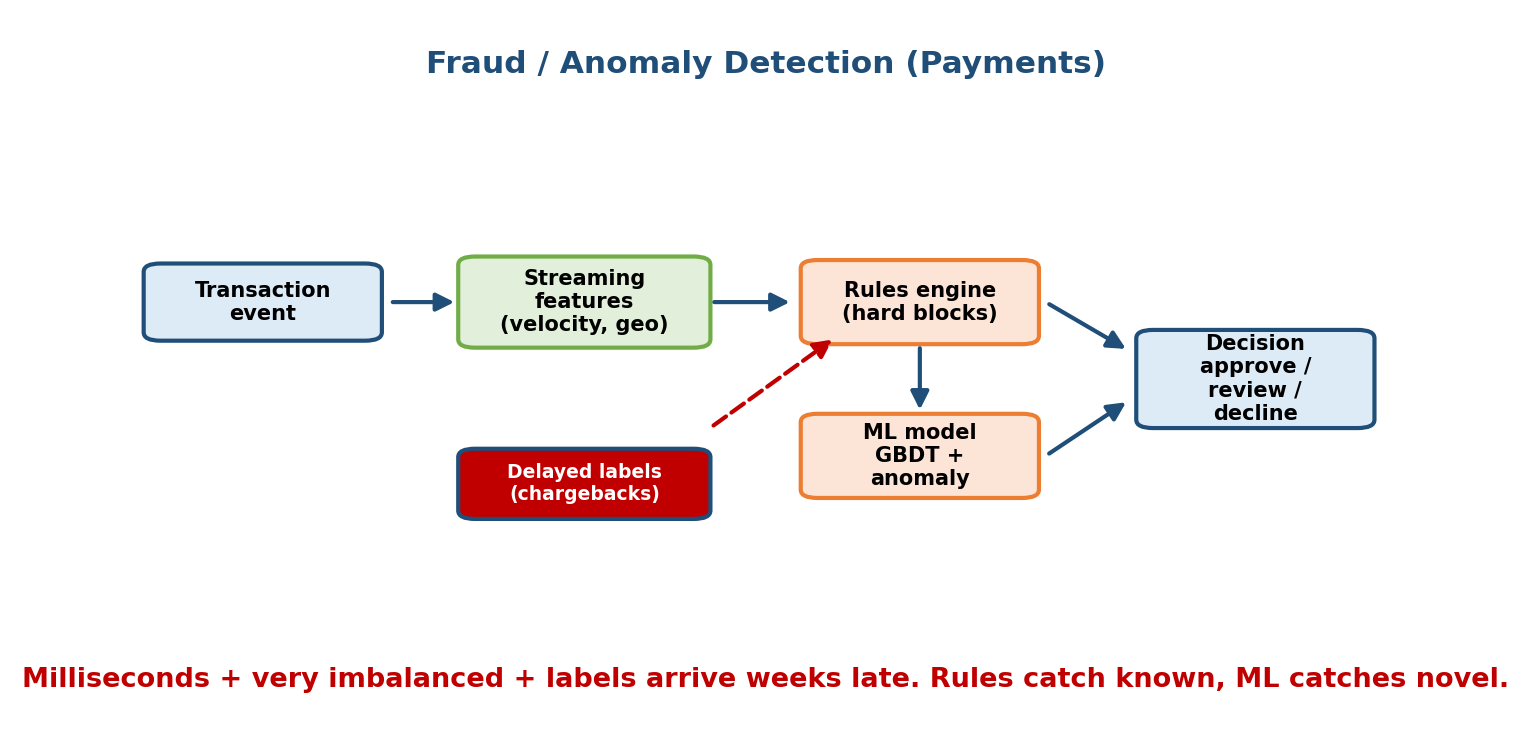 Fraud / Anomaly Detection (Payments)
Transaction
event
Streaming
features
(velocity, geo)
Rules engine
(hard blocks)
Decision
approve /
review /
decline
ML model
GBDT +
anomaly
Delayed labels
(chargebacks)
Milliseconds + very imbalanced + labels arrive weeks late. Rules catch known, ML catches novel.